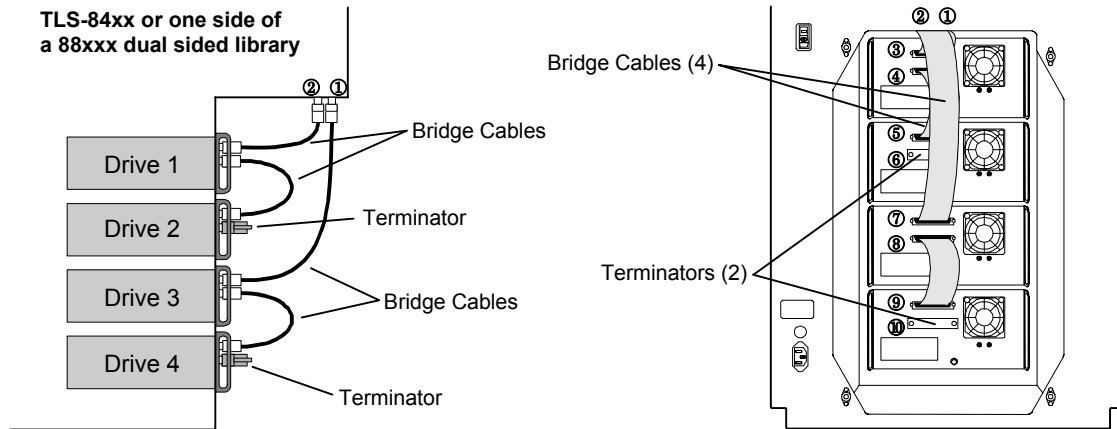 TLS-84xx or one side of
a 88xxx dual sided library
② ①
Bridge Cables
Drive 1
Drive 2
Terminator
Drive 3
Bridge Cables
Drive 4
Terminator
② ①
Bridge Cables (4)
③
④
⑤
⑥
⑦
⑧
Terminators (2)
⑨
⑩